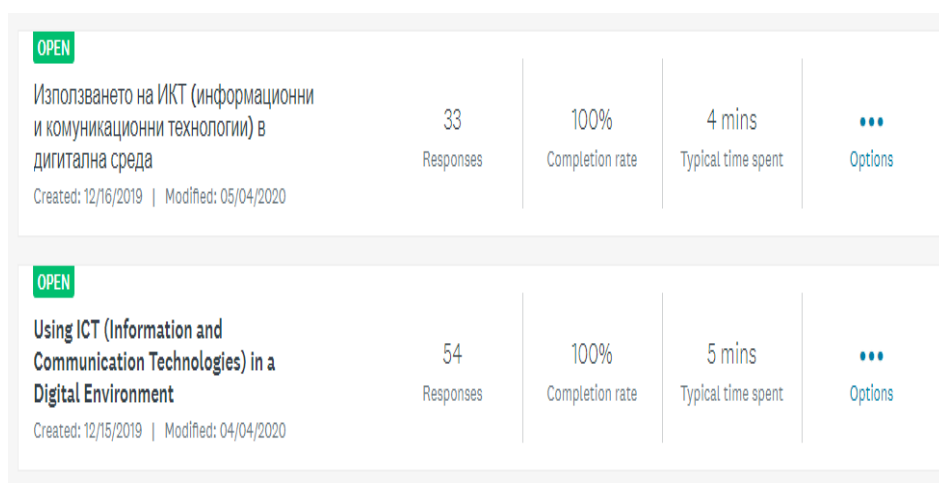 OPEN
Използването на ИКТ (информационни
и комуникационни технологии) в
дигитална среда
Created: 12/16/2019 | Modified: 05/04/2020
33
Responses
100%
Completion rate
4 mins
Typical time spent
Options
OPEN
Using ICT (Information and
Communication Technologies) in a
Digital Environment
Created: 12/15/2019 | Modified: 04/04/2020
54
Responses
100%
Completion rate
5 mins
Typical time spent
Options